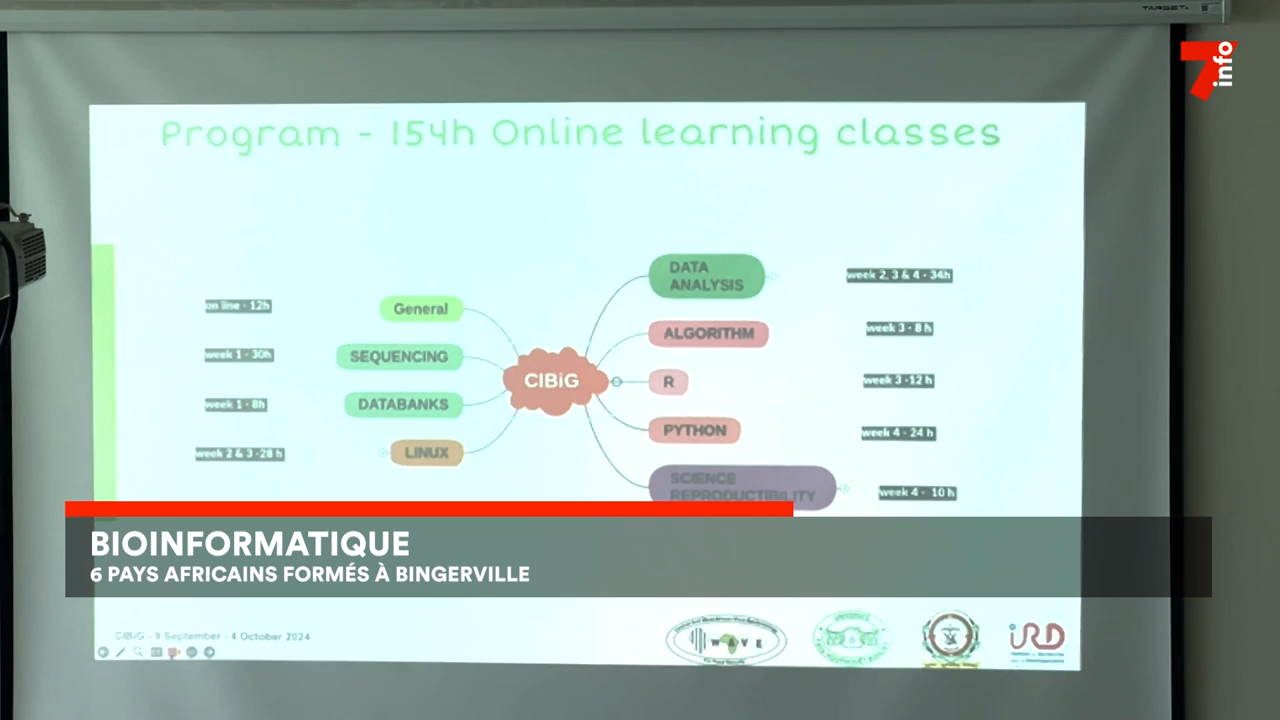 TARGET
7 info
Program - 154h Online learning classes
on line - 12h
General
week 1 - 30h
SEQUENCING
week 1 - 8h
DATABANKS
week 2 & 3 -28 h
LINUX
CIBiG
DATA
ANALYSIS
week 2, 3 & 4 - 34h
ALGORITHM
week 3 - 8 h
R
week 3 -12 h
PYTHON
week 4 - 24 h
SCIENCE
REPRODUCTIBILITY
week 4 - 10 h
BIOINFORMATIQUE
6 PAYS AFRICAINS FORMÉS À BINGERVILLE
CIBiG - 9 September - 4 October 2024
WAVE
iRD